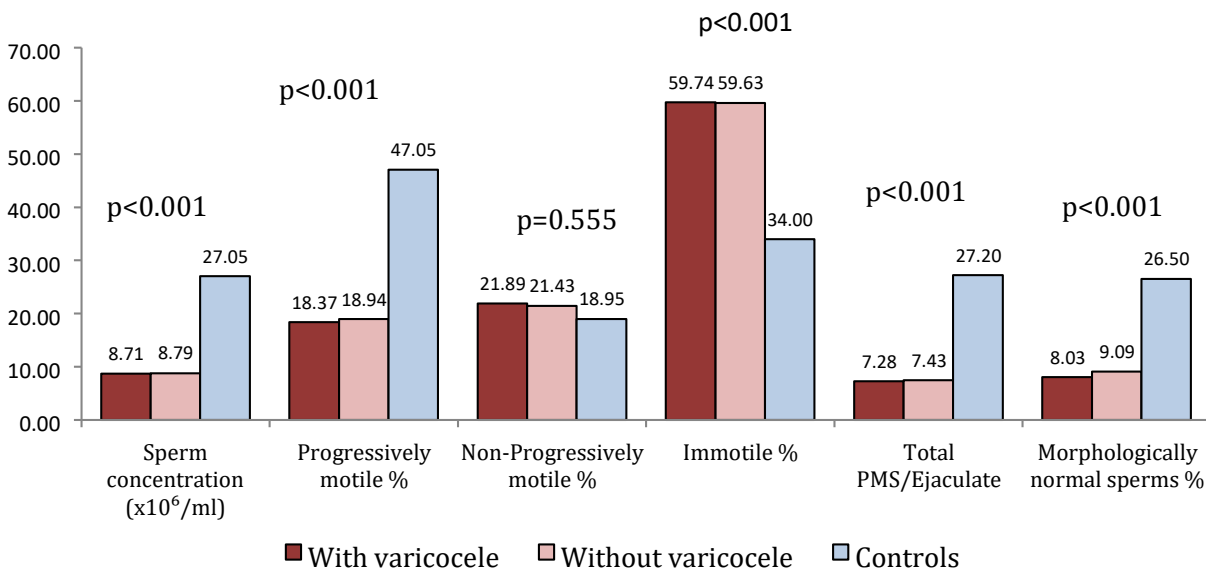 p<0.001
70.00
60.00
50.00
40.00
30.00
20.00
10.00
0.00
p<0.001
p<0.001
p=0.555
p<0.001
p<0.001
8.71 8.79 27.05
18.37 18.94 47.05
21.89 21.43 18.95
59.74 59.63 34.00
7.28 7.43 27.20
8.03 9.09 26.50
Sperm
concentration
(x10⁶/ml)
Progressively
motile %
Non-Progressively
motile %
Immotile %
Total
PMS/Ejaculate
Morphologically
normal sperms %
With varicocele Without varicocele Controls